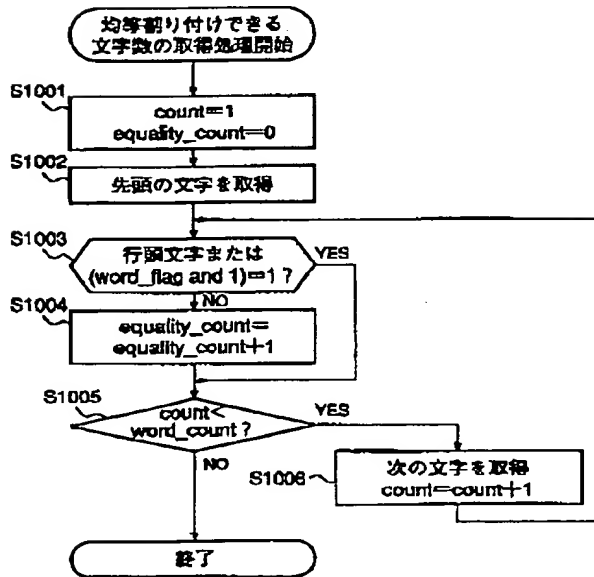 均等割り付けできる
文字数の取得処理開始
S1001
count=1
equality_count=0
S1002
先頭の文字を取得
S1003
行頭文字または
(word_flag and 1)=1 ?
YES
NO
S1004
equality_count=
equality_count+1
S1005
count<
word_count ?
YES
NO
S1006
次の文字を取得
count=count+1
終了